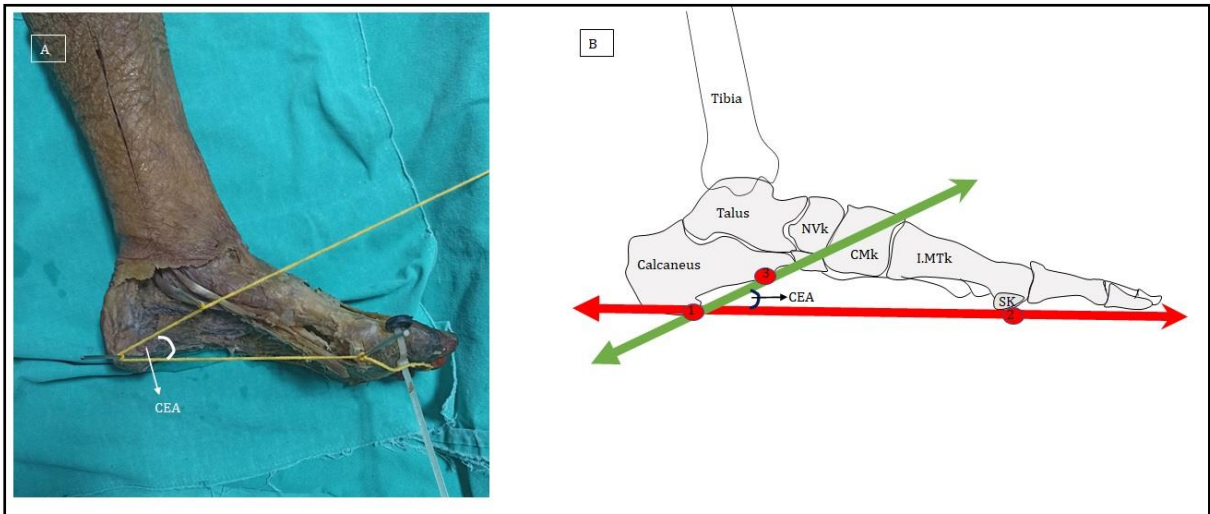 A
CEA
B
Tibia
Talus
NVk
Calcaneus
CMk
I.MTk
3
CEA
SK
1
2